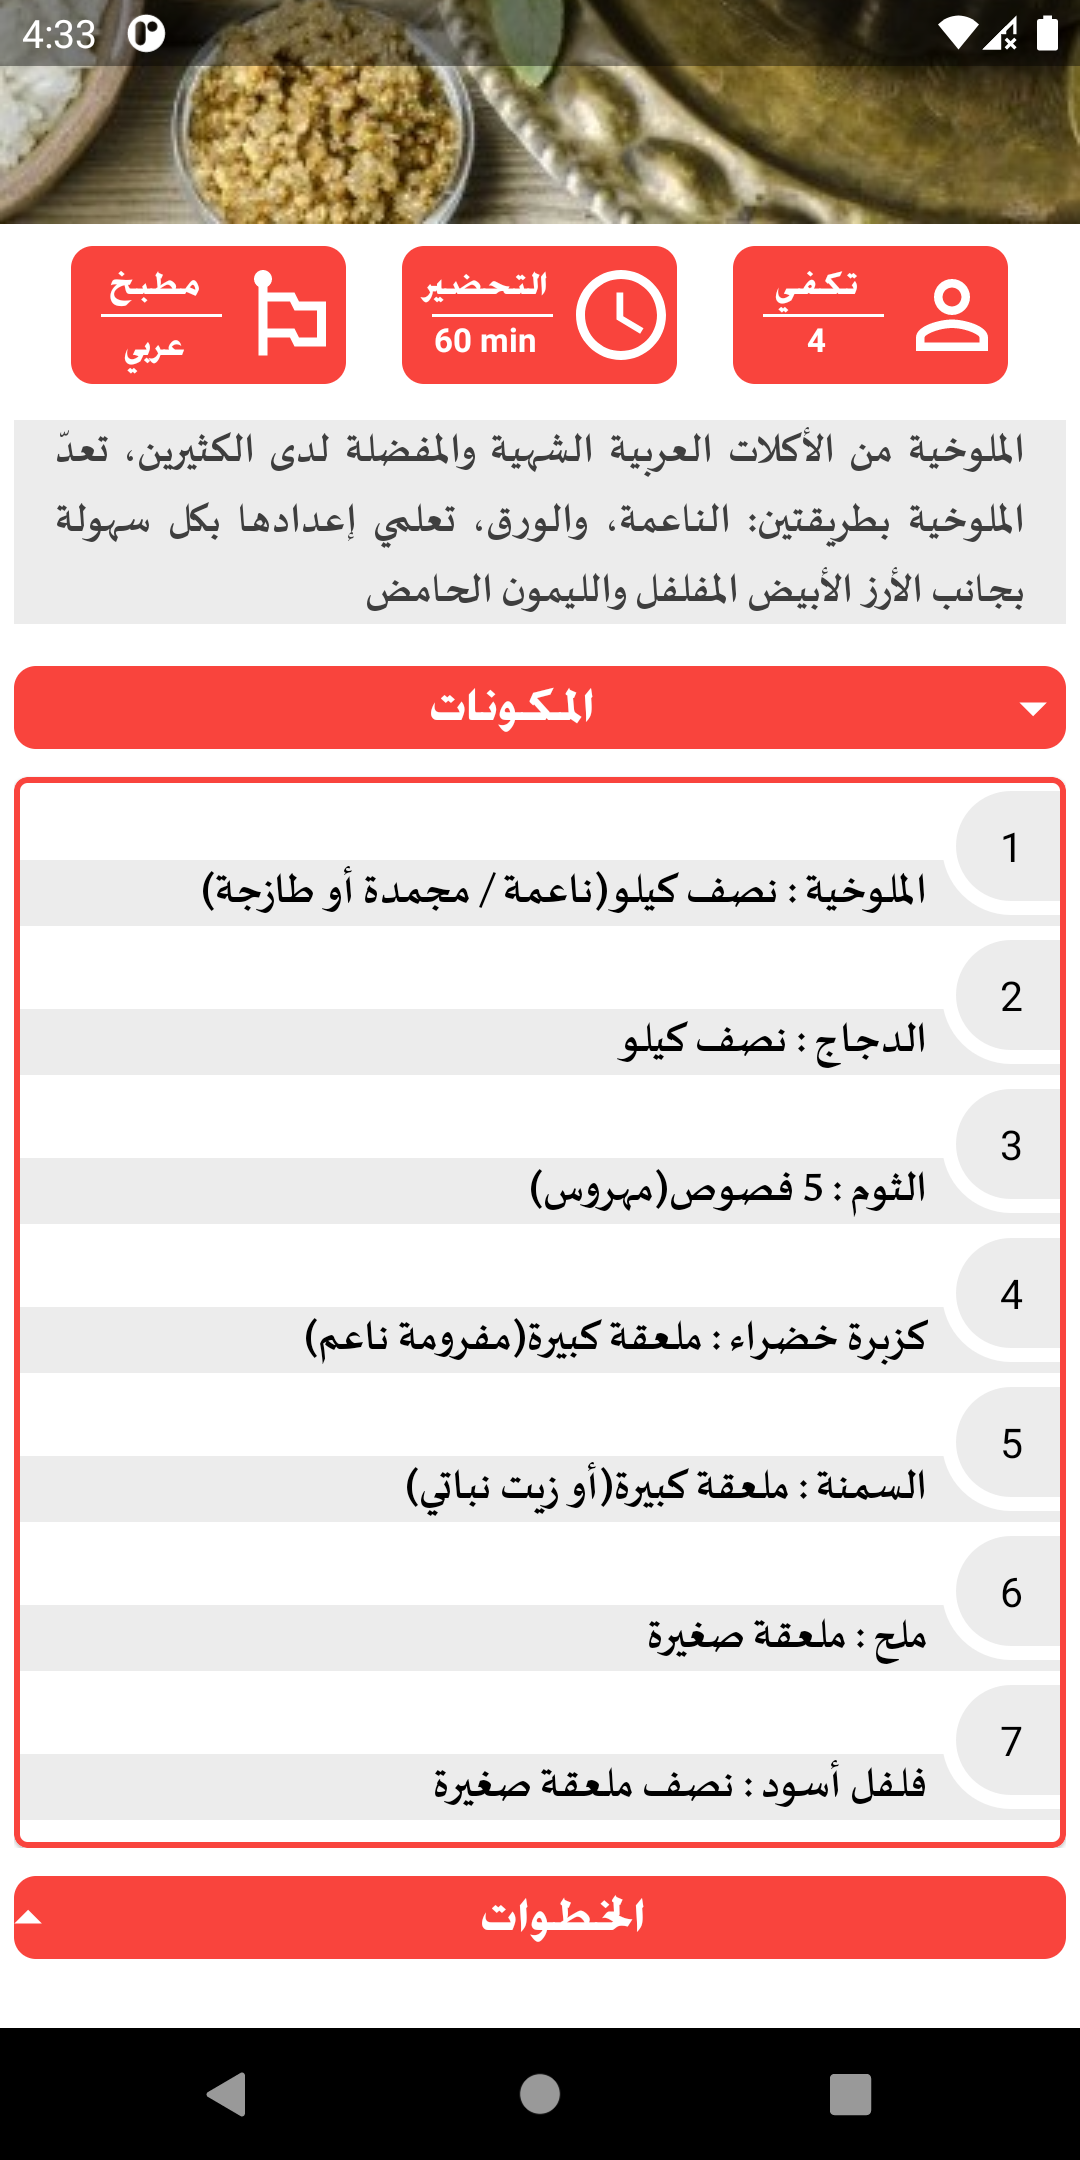 4:33
تكفي
4
التحضير
60 min
مطبخ
عربي
الملوخية من الأكلات العربية الشهية والمفضلة لدى الكثيرين، تعدّ
الملوخية بطريقتين: الناعمة، والورق، تعلمي إعدادها بكل سهولة
بجانب الأرز الأبيض المفلفل والليمون الحامض
المكونات
1
الملوخية : نصف كيلو(ناعمة / مجمدة أو طازجة)
2
الدجاج : نصف كيلو
3
الثوم : 5 فصوص(مهروس)
4
كزبرة خضراء : ملعقة كبيرة(مفرومة ناعم)
5
السمنة : ملعقة كبيرة(أو زيت نباتي)
6
ملح : ملعقة صغيرة
7
فلفل أسود : نصف ملعقة صغيرة
الخطوات